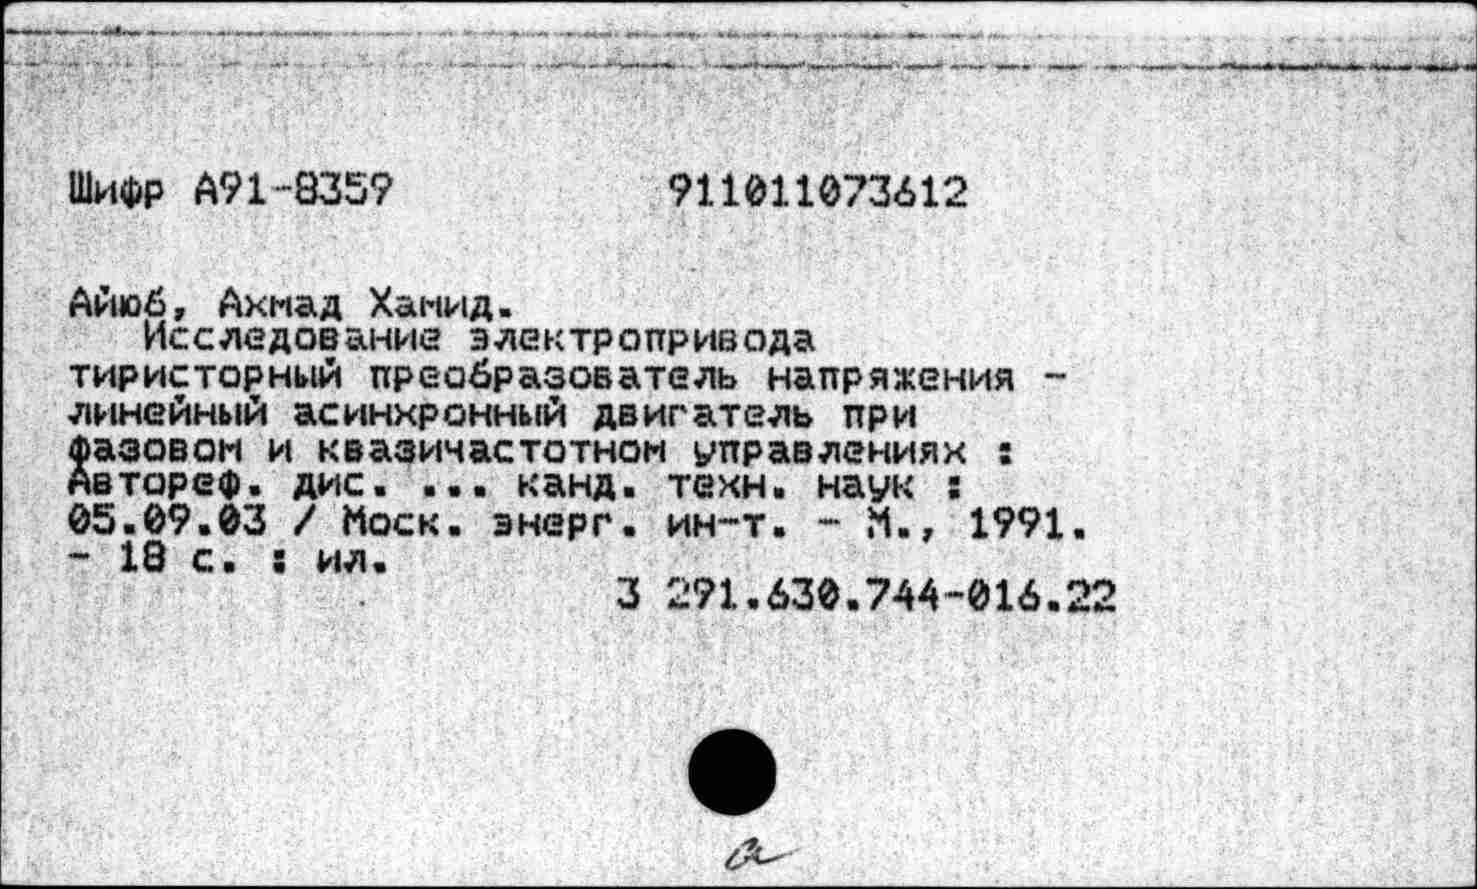 Шифр А91-8359 911011073612
Айюб, Ахмад Хамид.
Исследование электропривода
тиристорный преобразователь напряжения -
линейный асинхронный двигатель при
фазовом и квазичастотном управлениях :
Автореф. дис. ... канд. техн. наук :
05.09.03 / Моск. энерг. ин-т. - М., 1991.
- 18 с. : ил.
3 291.630.744-016.22
а